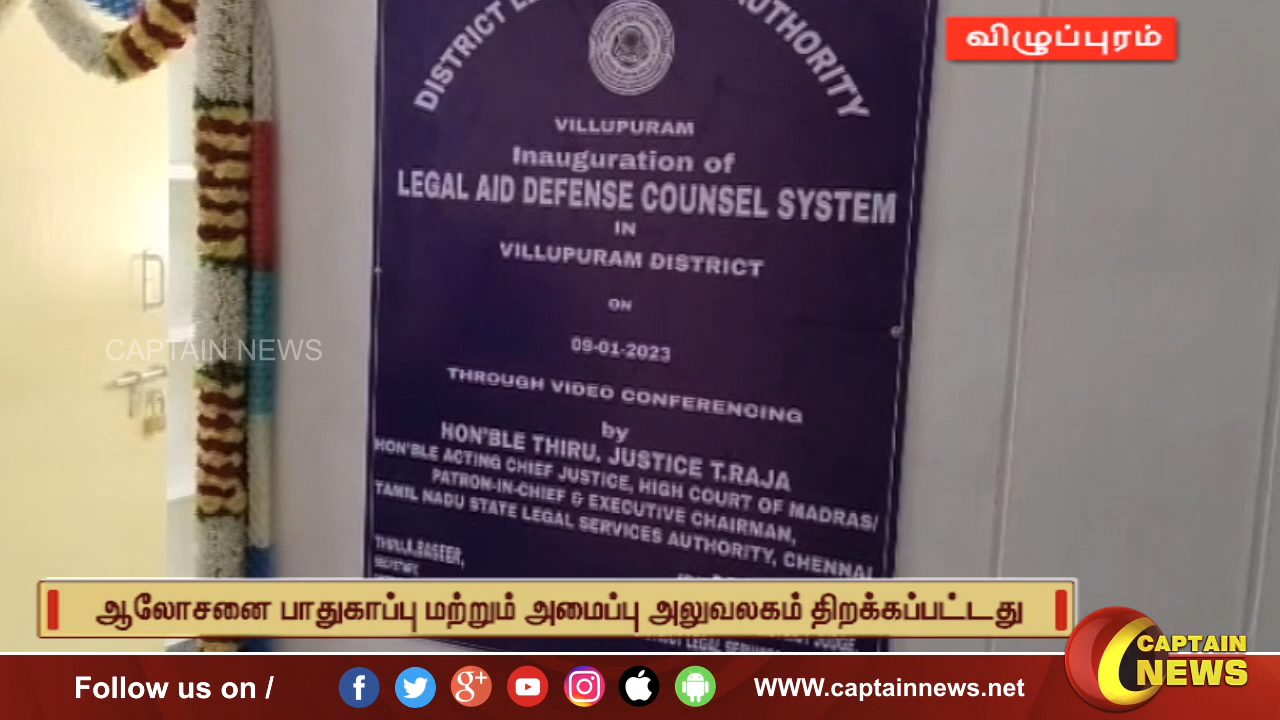 விழுப்புரம்
DISTRICT
AUTHORITY
VILLUPURAM
Inauguration of
LEGAL AID DEFENSE COUNSEL SYSTEM
IN
VILLUPURAM DISTRICT
ON
09-01-2023
THROUGH VIDEO CONFERENCING
by
HON'BLE THIRU. JUSTICE T.RAJA
HON'BLE ACTING CHIEF JUSTICE, HIGH COURT OF MADRAS/
PATRON-IN-CHIEF & EXECUTIVE CHAIRMAN,
TAMIL NADU STATE LEGAL SERVICES AUTHORITY, CHENNAI
CAPTAIN NEWS
ஆலோசனை பாதுகாப்பு மற்றும் அமைப்பு அலுவலகம் திறக்கப்பட்டது
CAPTAIN
NEWS
Follow us on /
WWW.captainnews.net